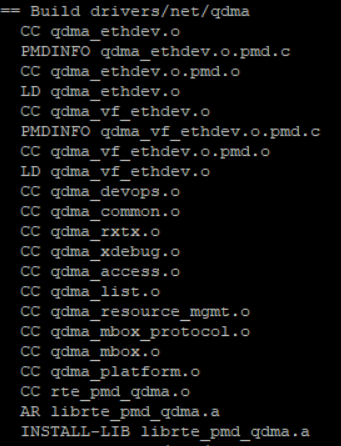 == Build drivers/net/qdma
CC qdma_ethdev.o
PMDINFO qdma_ethdev.o.pmd.c
CC qdma_ethdev.o.pmd.o
LD qdma_ethdev.o
CC qdma_vf_ethdev.o
PMDINFO qdma_vf_ethdev.o.pmd.c
CC qdma_vf_ethdev.o.pmd.o
LD qdma_vf_ethdev.o
CC qdma_devops.o
CC qdma_common.o
CC qdma_rxtx.o
CC qdma_xdebug.o
CC qdma_access.o
CC qdma_list.o
CC qdma_resource_mgmt.o
CC qdma_mbox_protocol.o
CC qdma_mbox.o
CC qdma_platform.o
CC rte_pmd_qdma.o
AR librte_pmd_qdma.a
INSTALL-LIB librte_pmd_qdma.a